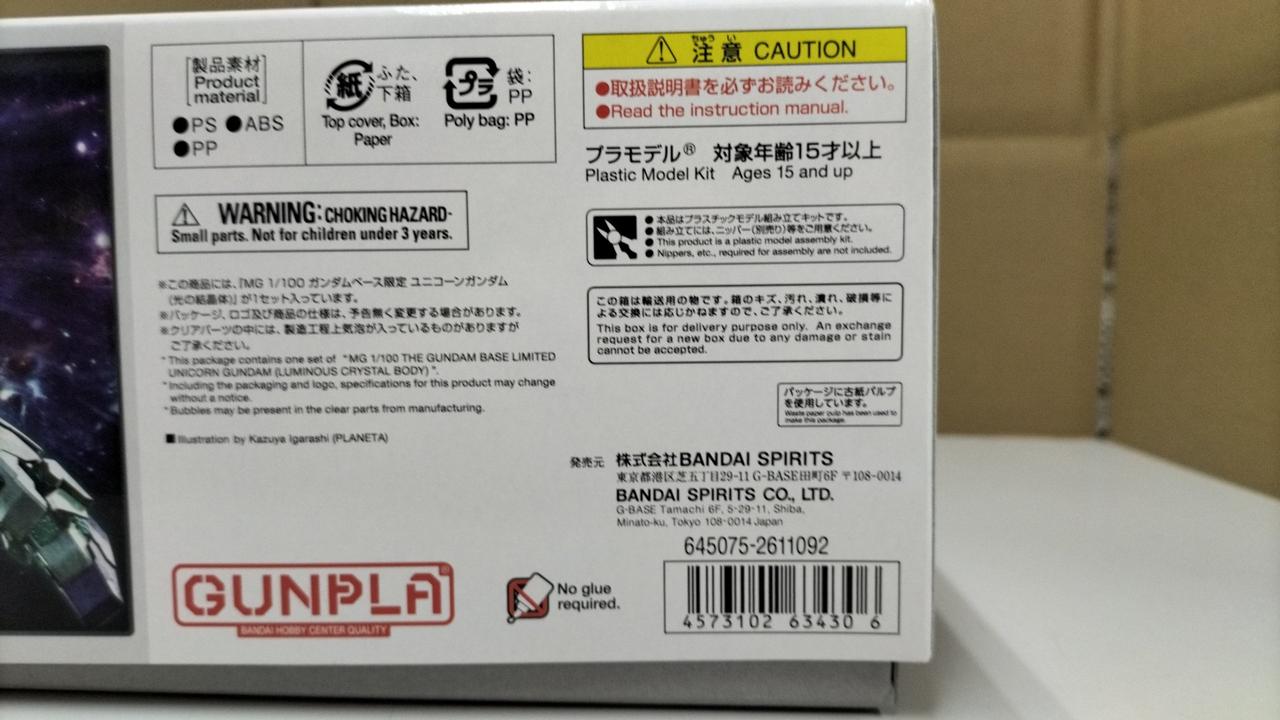 [製品素材]
[Product material]
●PS ●ABS
●PP
紙
ふた、
下箱
Top cover, Box:
Paper
プラ
袋:
PP
Poly bag: PP
ちゅう い
注意 CAUTION
●取扱説明書を必ずお読みください。
●Read the instruction manual.
プラモデル® 対象年齢15才以上
Plastic Model Kit Ages 15 and up
WARNING: CHOKING HAZARD-
Small parts. Not for children under 3 years.
●本品はプラスチックモデル組み立てキットです。
●組み立てには、ニッパー(別売り)等をご用意ください。
●This product is a plastic model assembly kit.
●Nippers, etc., required for assembly are not included.
※この商品には、『MG 1/100 ガンダムベース限定 ユニコーンガンダム
(光の結晶体)』が1セット入っています。
※パッケージ、ロゴ及び商品の仕様は、予告無く変更する場合があります。
※クリアパーツの中には、製造工程上気泡が入っているものがありますが
ご了承ください。
*This package contains one set of "MG 1/100 THE GUNDAM BASE LIMITED
UNICORN GUNDAM (LUMINOUS CRYSTAL BODY)".
*Including the packaging and logo, specifications for this product may change
without a notice.
*Bubbles may be present in the clear parts from manufacturing.
■Illustration by Kazuya Igarashi (PLANETA)
この箱は輸送用の物です。箱のキズ、汚れ、潰れ、破損等に
よる交換には応じかねますので、ご了承ください。
This box is for delivery purpose only. An exchange
request for a new box due to any damage or stain
cannot be accepted.
パッケージに古紙パルプ
を使用しています。
Waste paper pulp has been used to
make this package.
発売元 株式会社BANDAI SPIRITS
東京都港区芝五丁目29-11 G-BASE田町6F 〒108-0014
BANDAI SPIRITS CO., LTD.
G-BASE Tamachi 6F, 5-29-11, Shiba,
Minato-ku, Tokyo 108-0014 Japan
645075-2611092
4573102 63430 6
GUNPLA®
BANDAI HOBBY CENTER QUALITY
No glue
required.